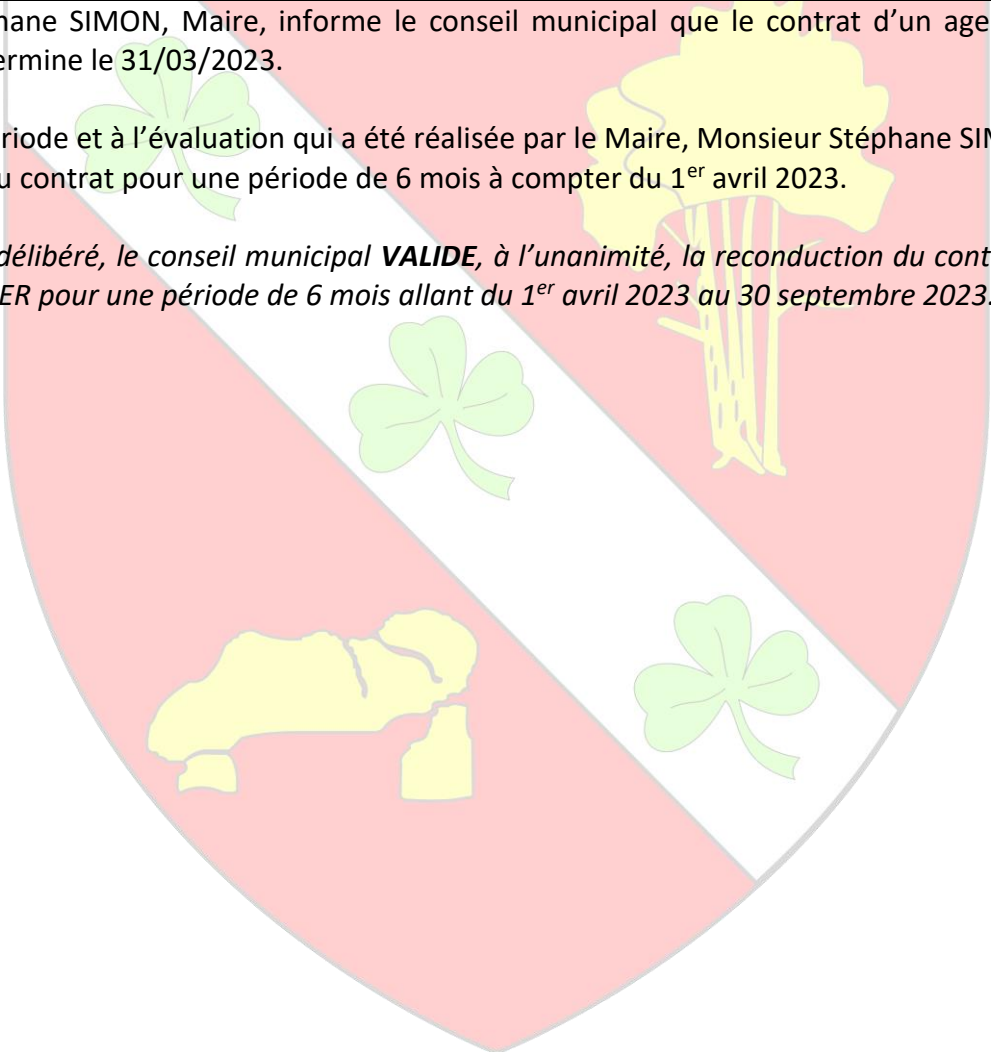 hane SIMON, Maire, informe le conseil municipal que le contrat d’un age
ermine le 31/03/2023.
riode et à l’évaluation qui a été réalisée par le Maire, Monsieur Stéphane SIM
u contrat pour une période de 6 mois à compter du 1er avril 2023.
délibéré, le conseil municipal VALIDE, à l’unanimité, la reconduction du cont
ER pour une période de 6 mois allant du 1er avril 2023 au 30 septembre 2023.